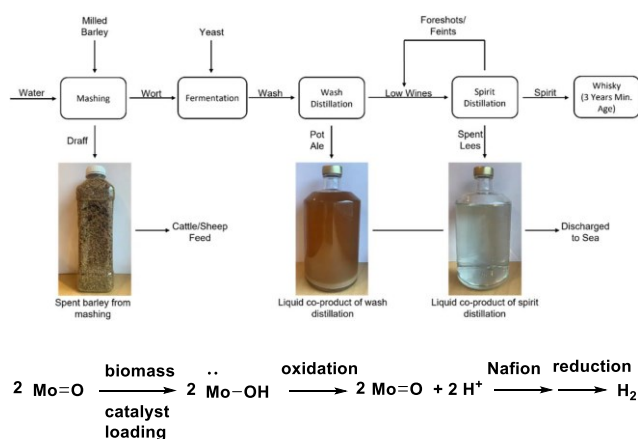 Milled
Barley
Yeast
Foreshots/
Feints
Water
Mashing
Wort
Fermentation
Wash
Wash
Distillation
Low Wines
Spirit
Distillation
Spirit
Whisky
(3 Years Min.
Age)
Draff
Pot
Ale
Spent
Lees
Cattle/Sheep
Feed
Discharged
to Sea
Spent barley from
mashing
Liquid co-product of wash
distillation
Liquid co-product of spirit
distillation
2 Mo=O biomass catalyst loading 2 Mo–OH oxidation 2 Mo=O + 2 H⁺ Nafion reduction H₂